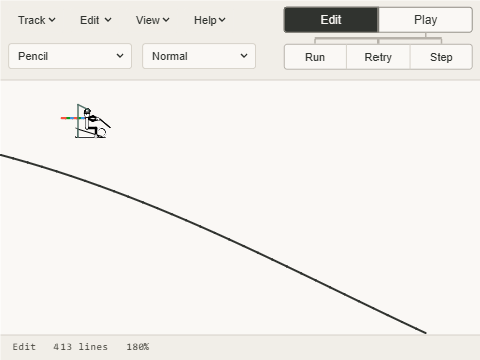 Track Edit View Help Edit Play
Pencil Normal Run Retry Step
Edit 413 lines 180%